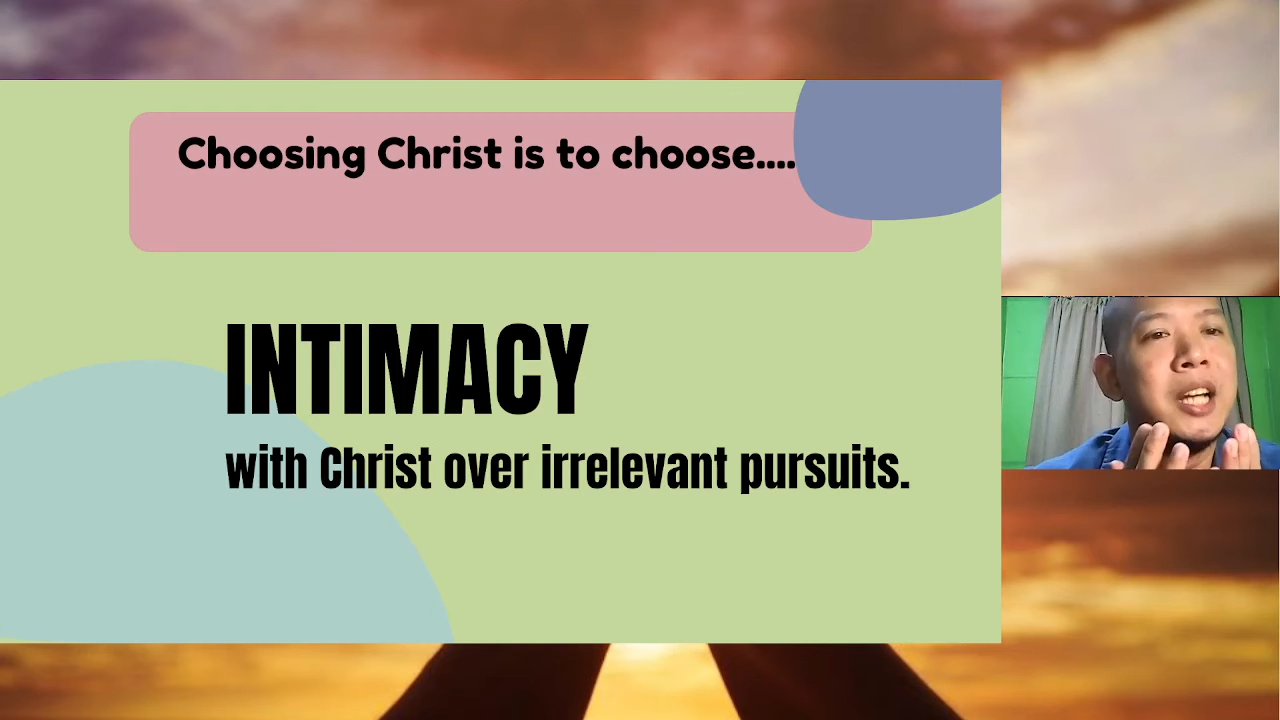 Choosing Christ is to choose....
INTIMACY
with Christ over irrelevant pursuits.